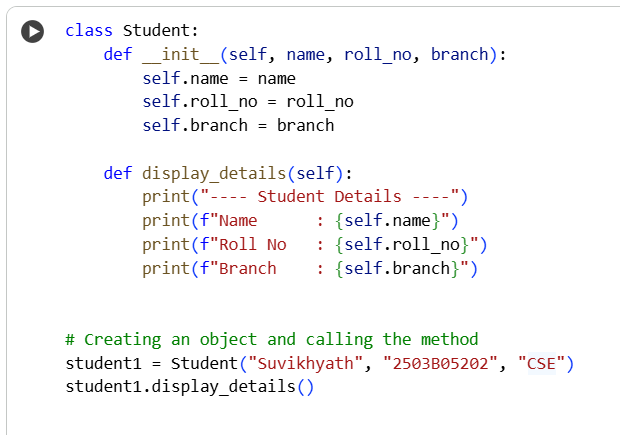 class Student:
    def __init__(self, name, roll_no, branch):
        self.name = name
        self.roll_no = roll_no
        self.branch = branch

    def display_details(self):
        print("---- Student Details ----")
        print(f"Name      : {self.name}")
        print(f"Roll No   : {self.roll_no}")
        print(f"Branch    : {self.branch}")


# Creating an object and calling the method
student1 = Student("Suvikhyath", "2503B05202", "CSE")
student1.display_details()